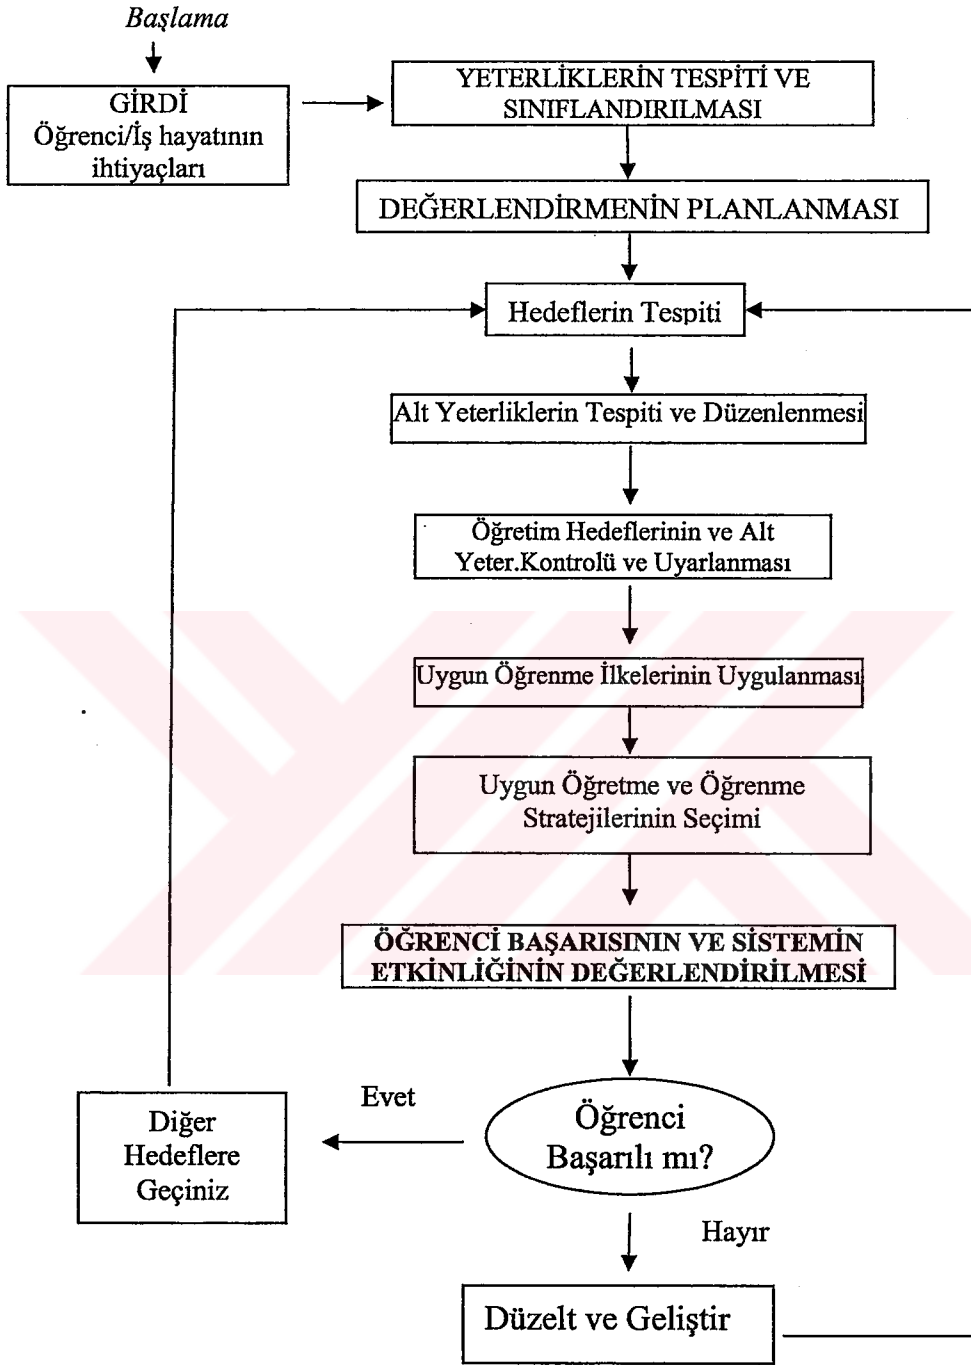 Başlama
GİRDİ
Öğrenci/İş hayatının
ihtiyaçları
YETERLİKLERİN TESPİTİ VE
SINIFLANDIRILMASI
DEĞERLENDİRMENİN PLANLANMASI
Hedeflerin Tespiti
Alt Yeterliklerin Tespiti ve Düzenlenmesi
Öğretim Hedeflerinin ve Alt
Yeter.Kontrolü ve Uyarlanması
Uygun Öğrenme İlkelerinin Uygulanması
Uygun Öğretme ve Öğrenme
Stratejilerinin Seçimi
ÖĞRENCİ BAŞARISININ VE SİSTEMİN
ETKİNLİĞİNİN DEĞERLENDİRİLMESİ
Öğrenci
Başarılı mı?
Evet
Diğer
Hedeflere
Geçiniz
Hayır
Düzelt ve Geliştir